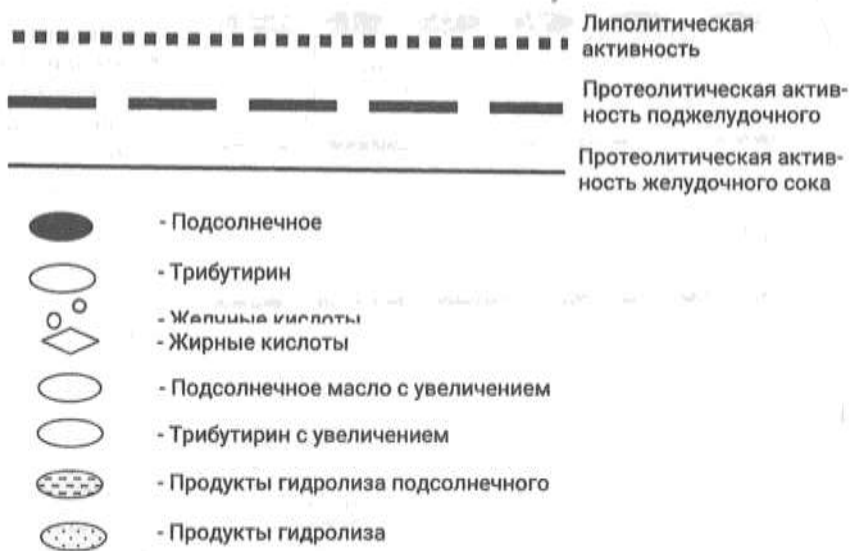 Липолитическая
активность
Протеолитическая актив-
ность поджелудочного
Протеолитическая актив-
ность желудочного сока
- Подсолнечное
- Трибутирин
- Желчные кислоты
- Жирные кислоты
- Подсолнечное масло с увеличением
- Трибутирин с увеличением
- Продукты гидролиза подсолнечного
- Продукты гидролиза